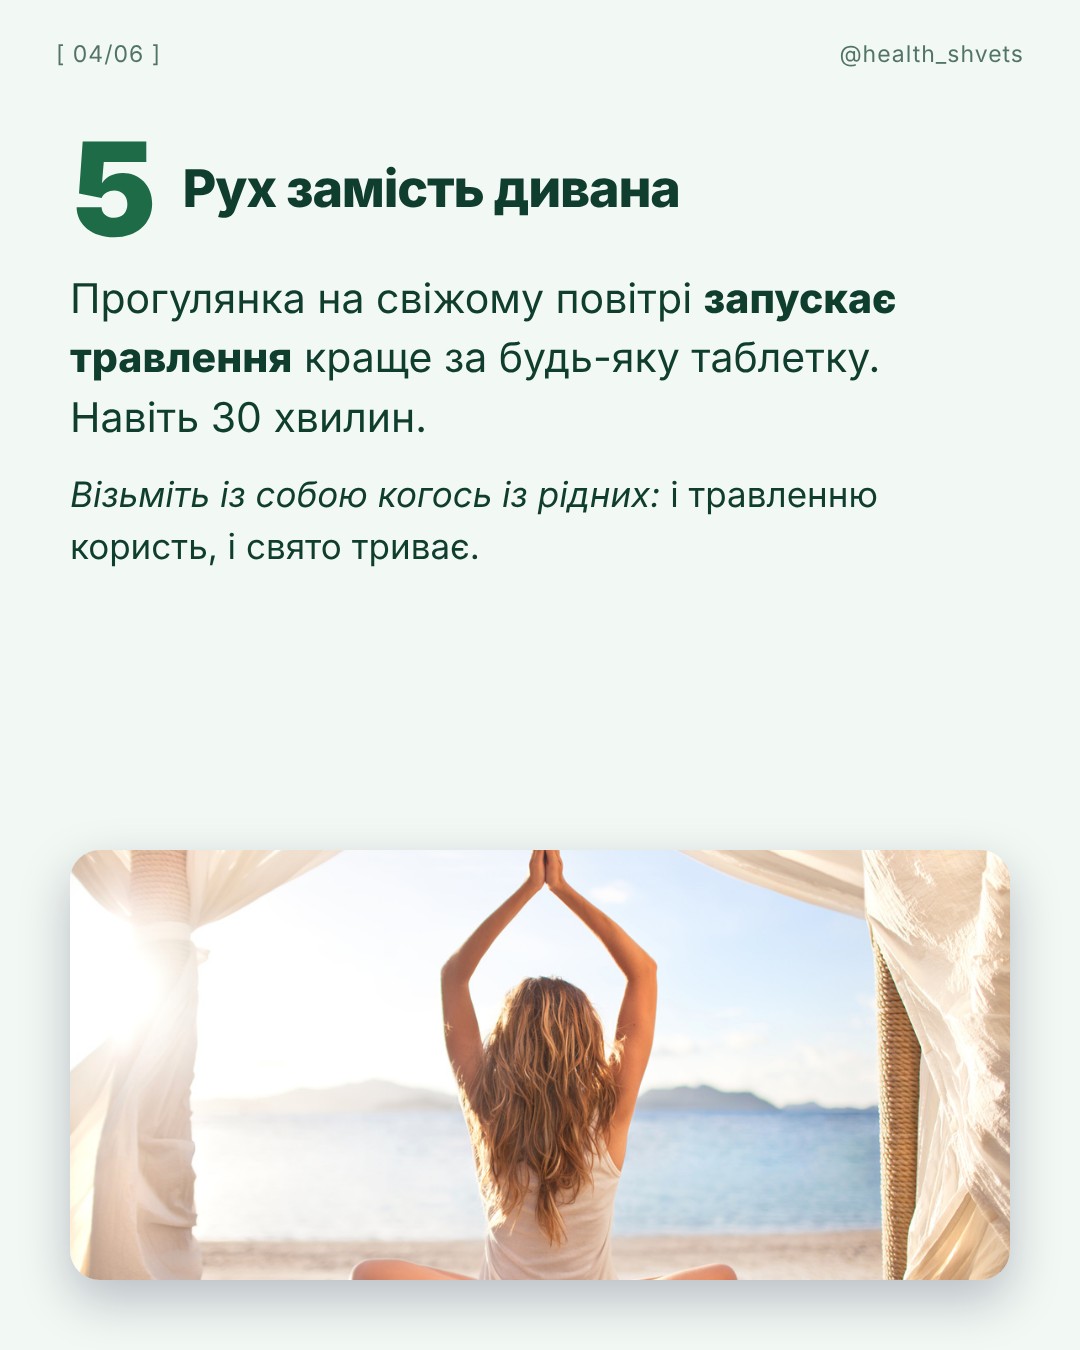 [ 04/06 ]
@health_shvets
5 Рух замість дивана
Прогулянка на свіжому повітрі запускає
травлення краще за будь-яку таблетку.
Навіть 30 хвилин.
Візьміть із собою когось із рідних: і травленню
користь, і свято триває.